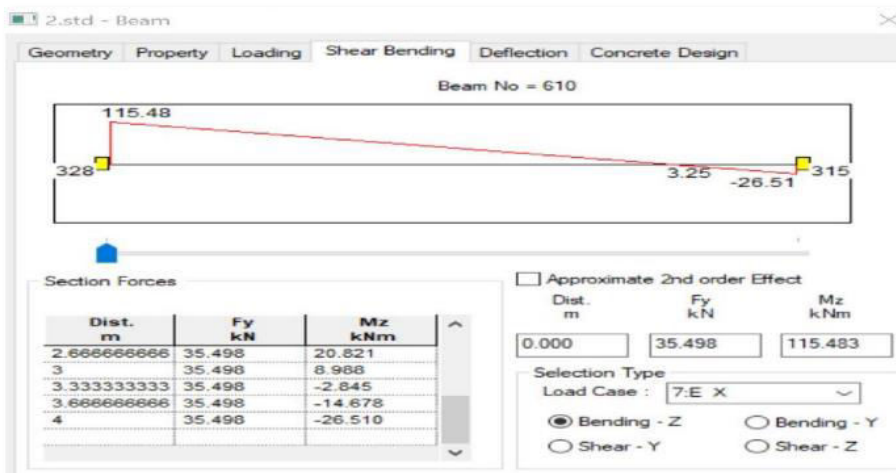 2.std - Beam
Geometry Property Loading Shear Bending Deflection Concrete Design
Beam No = 610
115.48
328
3.25
-26.51
315
Section Forces
Dist. m Fy kN Mz kNm
2.666666666 35.498 20.821
3 35.498 8.988
3.333333333 35.498 -2.845
3.666666666 35.498 -14.678
4 35.498 -26.510
Approximate 2nd order Effect
Dist. m Fy kN Mz kNm
0.000 35.498 115.483
Selection Type
Load Case : 7:E X
Bending - Z Bending - Y
Shear - Y Shear - Z